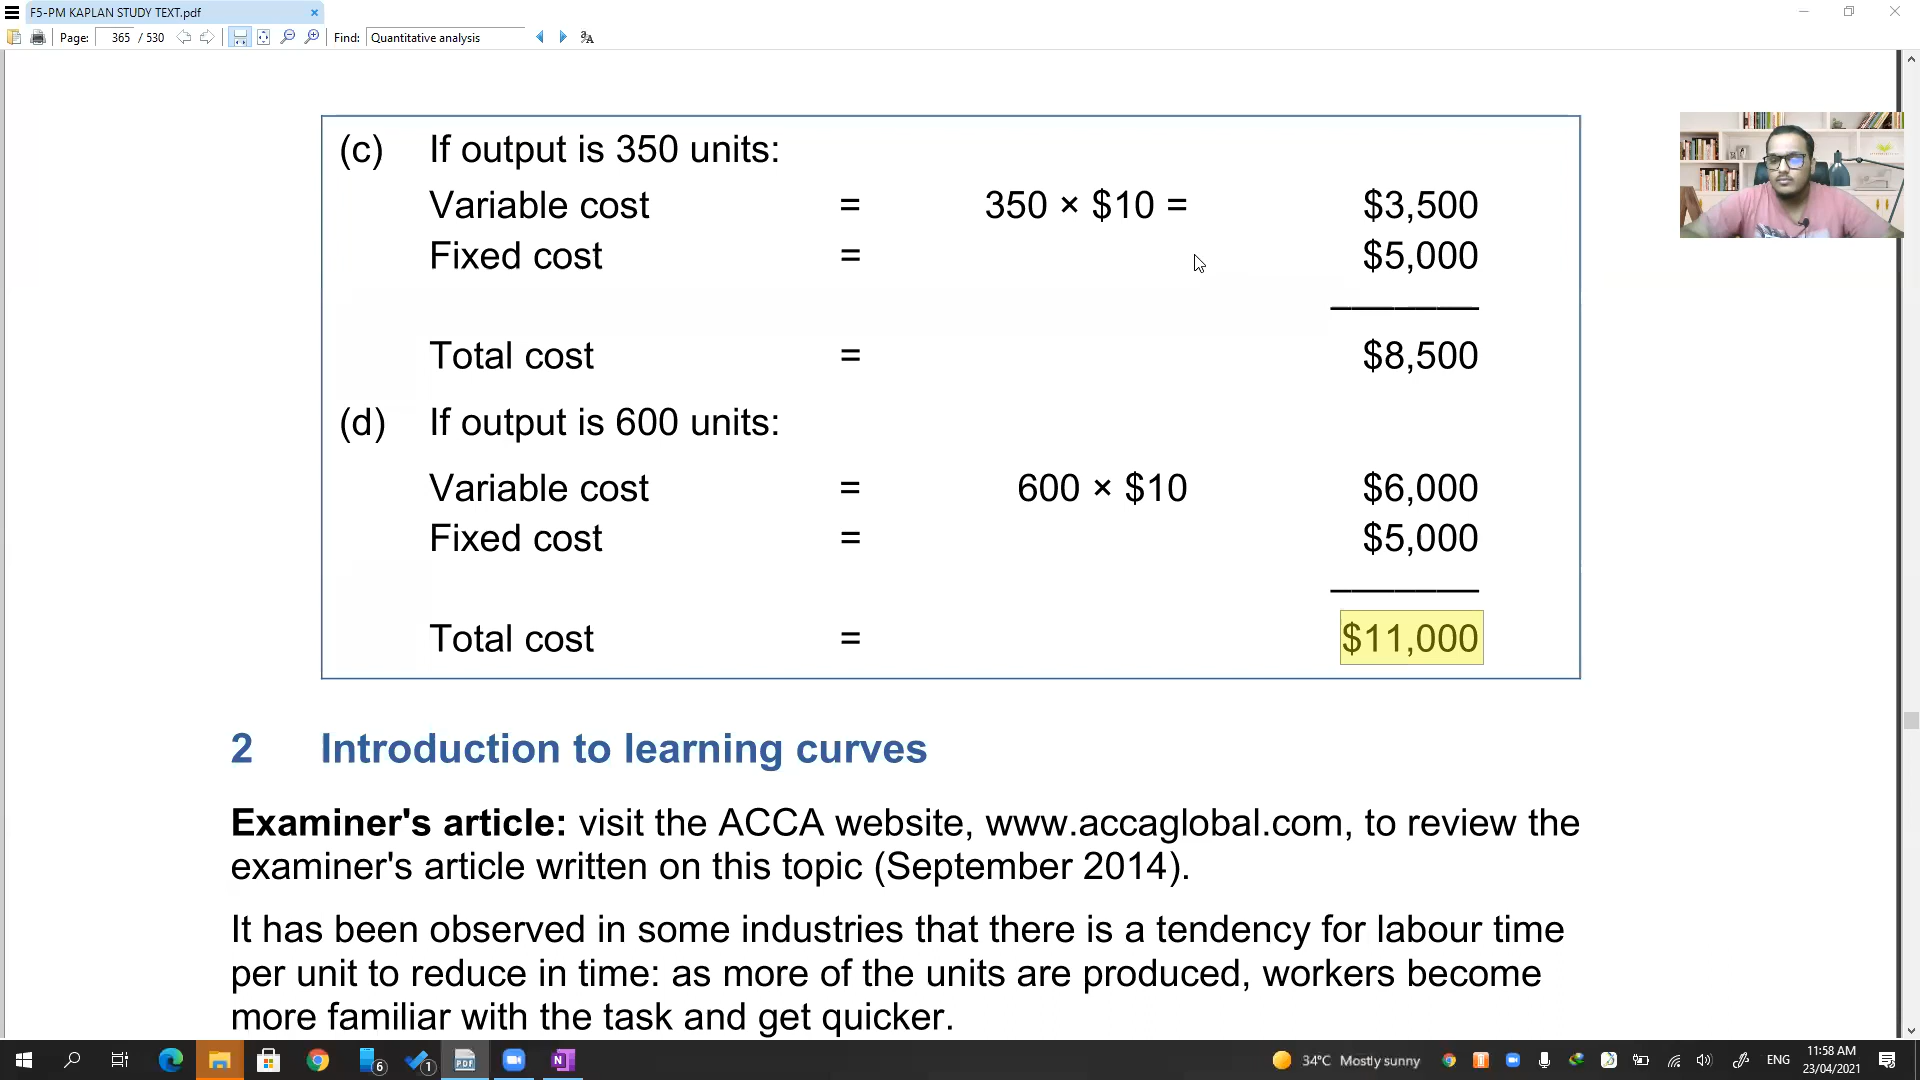 F5-PM KAPLAN STUDY TEXT.pdf
Page: 365 / 530 Find: Quantitative analysis
(c) If output is 350 units:
Variable cost = 350 × $10 = $3,500
Fixed cost = $5,000
Total cost = $8,500
(d) If output is 600 units:
Variable cost = 600 × $10 $6,000
Fixed cost = $5,000
Total cost = $11,000
2 Introduction to learning curves
Examiner's article: visit the ACCA website, www.accaglobal.com, to review the
examiner's article written on this topic (September 2014).
It has been observed in some industries that there is a tendency for labour time
per unit to reduce in time: as more of the units are produced, workers become
more familiar with the task and get quicker.
6 1 PDF N 34°C Mostly sunny ENG 11:58 AM
23/04/2021